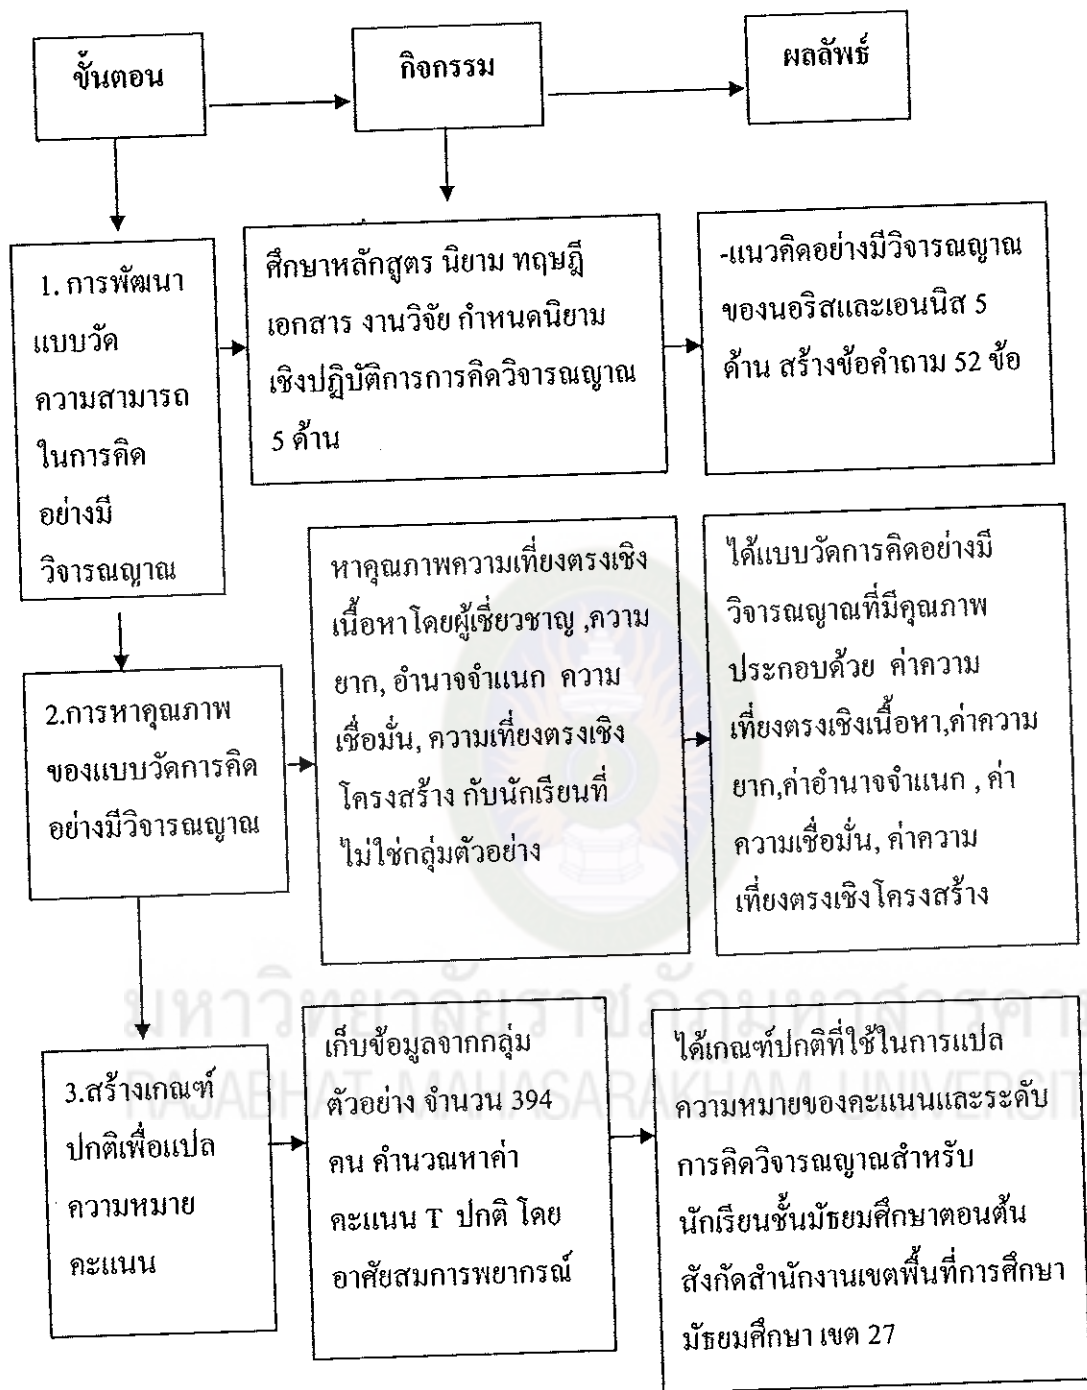 ขั้นตอน
กิจกรรม
ผลลัพธ์
1. การพัฒนา
แบบวัด
ความสามารถ
ในการคิด
อย่างมี
วิจารณญาณ
ศึกษาหลักสูตร นิยาม ทฤษฎี
เอกสาร งานวิจัย กำหนดนิยาม
เชิงปฏิบัติการการคิดวิจารณญาณ
5 ด้าน
-แนวคิดอย่างมีวิจารณญาณ
ของนอริสและเอนนิส 5
ด้าน สร้างข้อคำถาม 52 ข้อ
2.การหาคุณภาพ
ของแบบวัดการคิด
อย่างมีวิจารณญาณ
หาคุณภาพความเที่ยงตรงเชิง
เนื้อหาโดยผู้เชี่ยวชาญ ,ความ
ยาก, อำนาจจำแนก ความ
เชื่อมั่น, ความเที่ยงตรงเชิง
โครงสร้าง กับนักเรียนที่
ไม่ใช่กลุ่มตัวอย่าง
ได้แบบวัดการคิดอย่างมี
วิจารณญาณที่มีคุณภาพ
ประกอบด้วย ค่าความ
เที่ยงตรงเชิงเนื้อหา,ค่าความ
ยาก,ค่าอำนาจจำแนก , ค่า
ความเชื่อมั่น, ค่าความ
เที่ยงตรงเชิงโครงสร้าง
3.สร้างเกณฑ์
ปกติเพื่อแปล
ความหมาย
คะแนน
เก็บข้อมูลจากกลุ่ม
ตัวอย่าง จำนวน 394
คน คำนวณหาค่า
คะแนน T ปกติ โดย
อาศัยสมการพยากรณ์
ได้เกณฑ์ปกติที่ใช้ในการแปล
ความหมายของคะแนนและระดับ
การคิดวิจารณญาณสำหรับ
นักเรียนชั้นมัธยมศึกษาตอนต้น
สังกัดสำนักงานเขตพื้นที่การศึกษา
มัธยมศึกษา เขต 27
มหาวิทยาลัยราชภัฏมหาสารคาม
RAJABHAT MAHASARAKHAM UNIVERSIT